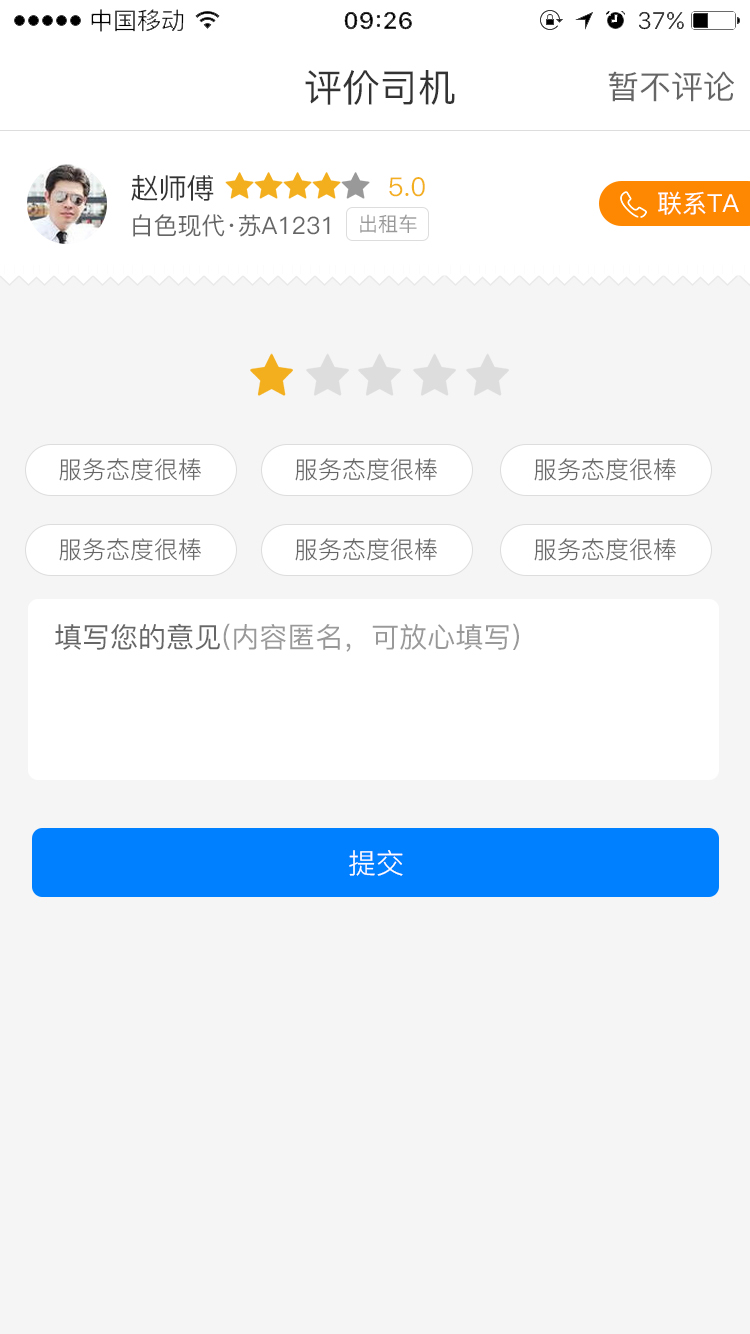 中国移动 09:26 37%
评价司机 暂不评论
赵师傅 5.0
白色现代·苏A1231 出租车
联系TA
服务态度很棒 服务态度很棒 服务态度很棒
服务态度很棒 服务态度很棒 服务态度很棒
填写您的意见(内容匿名，可放心填写)
提交